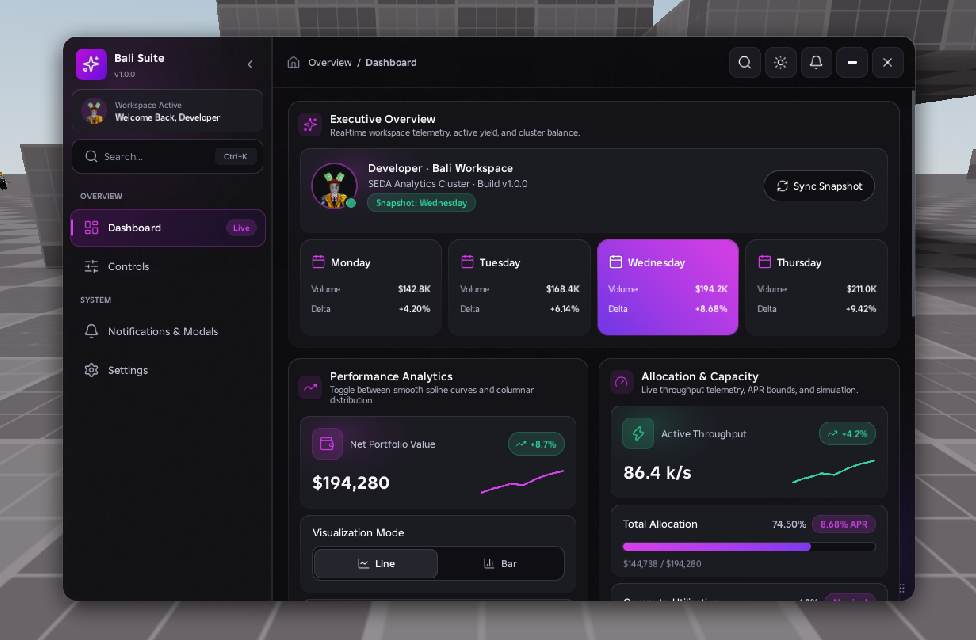 Bali Suite
v1.0.0
Workspace Active
Welcome Back, Developer
Search...
Ctrl+K
OVERVIEW
Dashboard
Live
Controls
SYSTEM
Notifications & Modals
Settings
Overview / Dashboard
Executive Overview
Real-time workspace telemetry, active yield, and cluster balance.
Developer · Bali Workspace
SEDA Analytics Cluster · Build v1.0.0
Snapshot: Wednesday
Sync Snapshot
Monday
Volume $142.8K
Delta +4.20%
Tuesday
Volume $168.4K
Delta +6.14%
Wednesday
Volume $194.2K
Delta +8.68%
Thursday
Volume $211.0K
Delta +9.42%
Performance Analytics
Toggle between smooth spline curves and columnar
distribution.
Net Portfolio Value
+8.7%
$194,280
Visualization Mode
Line
Bar
Allocation & Capacity
Live throughput telemetry, APR bounds, and simulation.
Active Throughput
+4.2%
86.4 k/s
Total Allocation
74.50%
8.68% APR
$144,738 / $194,280